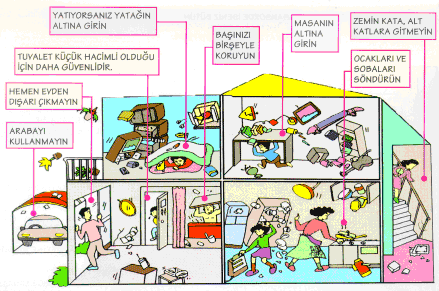 YATIYORSANIZ YATAĞIN
ALTINA GİRİN
TUVALET KÜÇÜK HACİMLİ OLDUĞU
İÇİN DAHA GÜVENLİDİR.
HEMEN EVDEN
DIŞARI ÇIKMAYIN
ARABAYI
KULLANMAYIN
BAŞINIZI
BİRŞEYLE
KORUYUN
MASANIN
ALTINA
GİRİN
ZEMİN KATA, ALT
KATLARA GİTMEYİN
OCAKLARI VE
SOBALARI
SÖNDÜRÜN